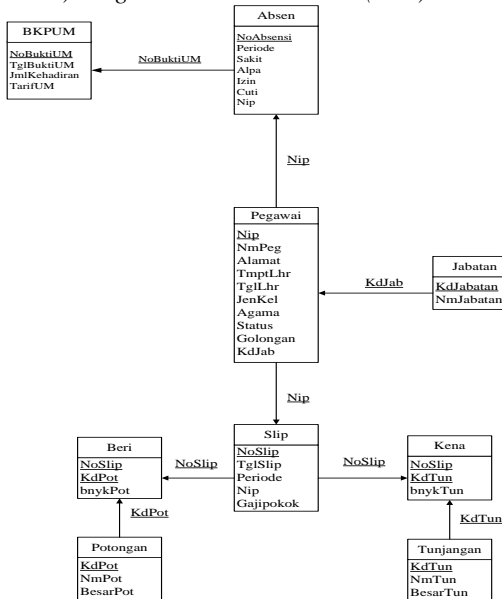 Absen
NoAbsensi
Periode
Sakit
Alpa
Izin
Cuti
Nip
BKPUM
NoBuktiUM
TglBuktiUM
JmlKehadiran
TarifUM
NoBuktiUM
Nip
Pegawai
Nip
NmPeg
Alamat
TmptLhr
TglLhr
JenKel
Agama
Status
Golongan
KdJab
KdJab
Jabatan
KdJabatan
NmJabatan
Nip
Slip
NoSlip
TglSlip
Periode
Nip
Gajipokok
NoSlip
NoSlip
Beri
NoSlip
KdPot
bnykPot
Kena
NoSlip
KdTun
bnykTun
KdPot
KdTun
Potongan
KdPot
NmPot
BesarPot
Tunjangan
KdTun
NmTun
BesarTun